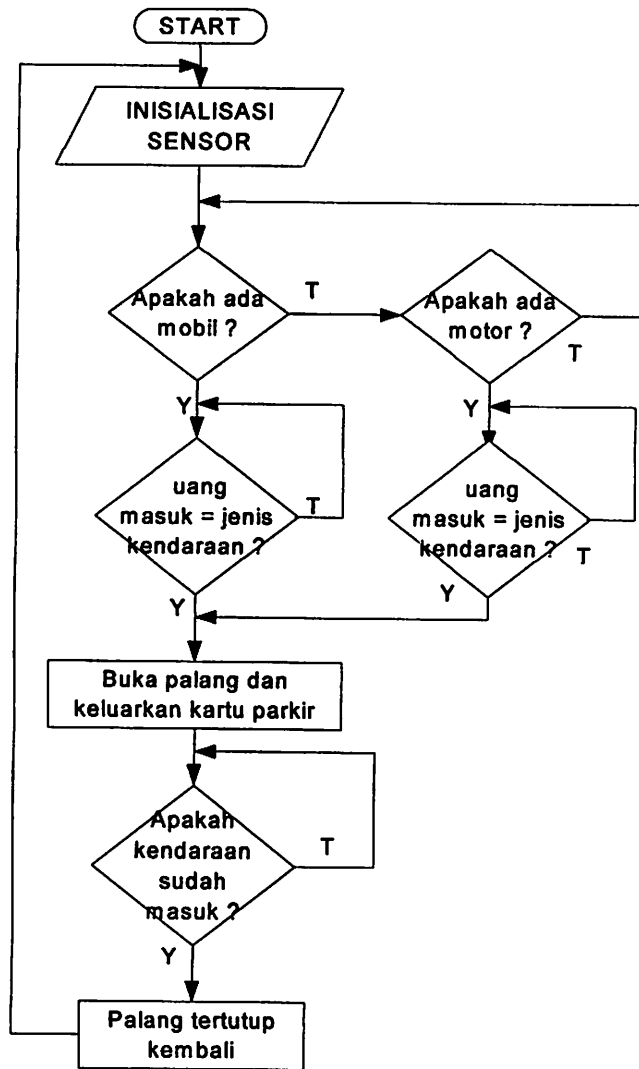 START
INISIALISASI
SENSOR
Apakah ada
mobil ?
T
Apakah ada
motor ?
T
Y
Y
uang
masuk = jenis
kendaraan ?
T
uang
masuk = jenis
kendaraan ?
T
Y
Y
Buka palang dan
keluarkan kartu parkir
Apakah
kendaraan
sudah
masuk ?
T
Y
Palang tertutup
kembali